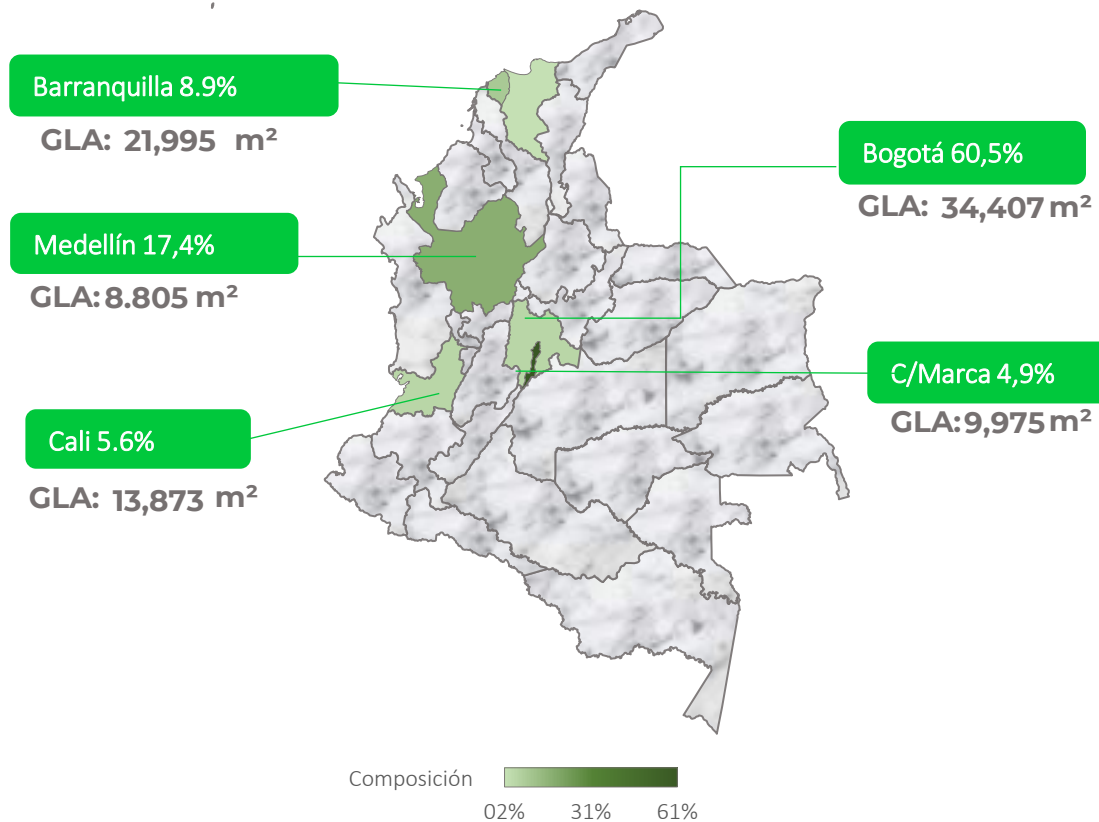 Barranquilla 8.9%
GLA: 21,995 m²
Bogotá 60,5%
GLA: 34,407 m²
Medellín 17,4%
GLA: 8.805 m²
C/Marca 4,9%
GLA: 9,975 m²
Cali 5.6%
GLA: 13,873 m²
Composición
02% 31% 61%